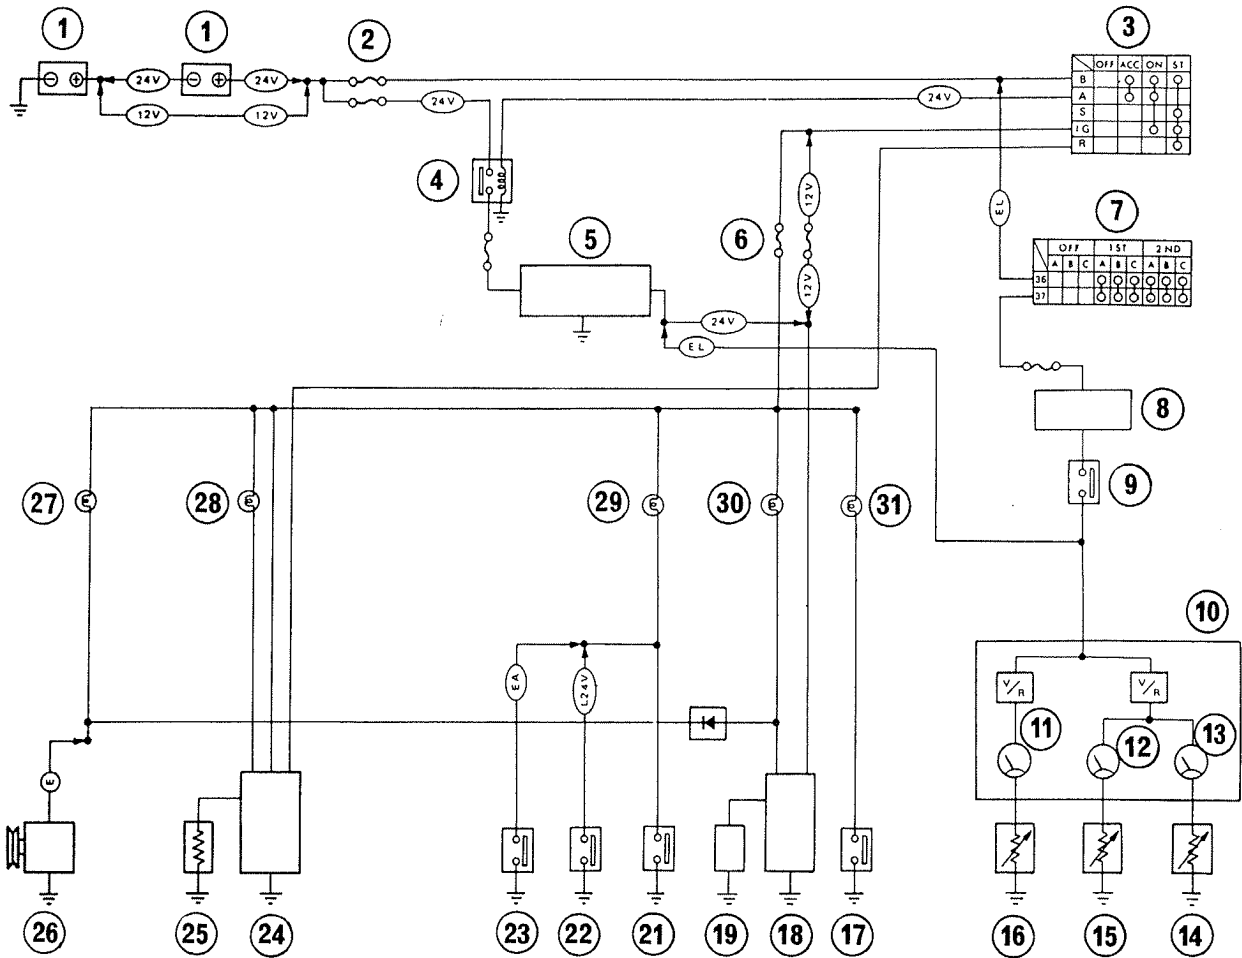 1 1 2 3
24V 24V
12V 12V
24V 24V
OFF ACC ON ST
B
A
S
IG
R
4
12V
EL
7
OFF 1ST 2ND
A B C A B C A B C
36
37
5 6
12V
24V
EL
8
9
27 28 29 30 31
10
EA L24V
V/R V/R
11 12 13
E
26 25 24 23 22 21 19 18 17 16 15 14